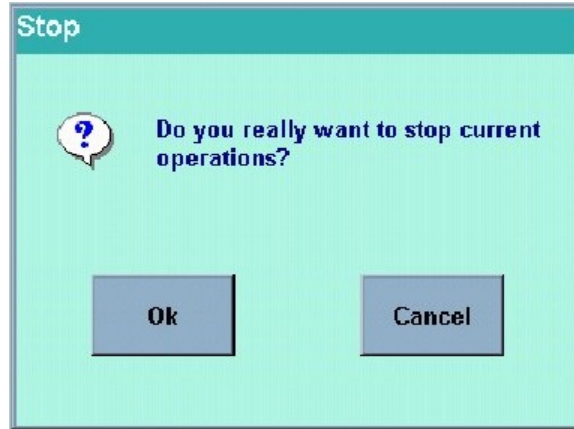 Stop
Do you really want to stop current
operations?
Ok
Cancel